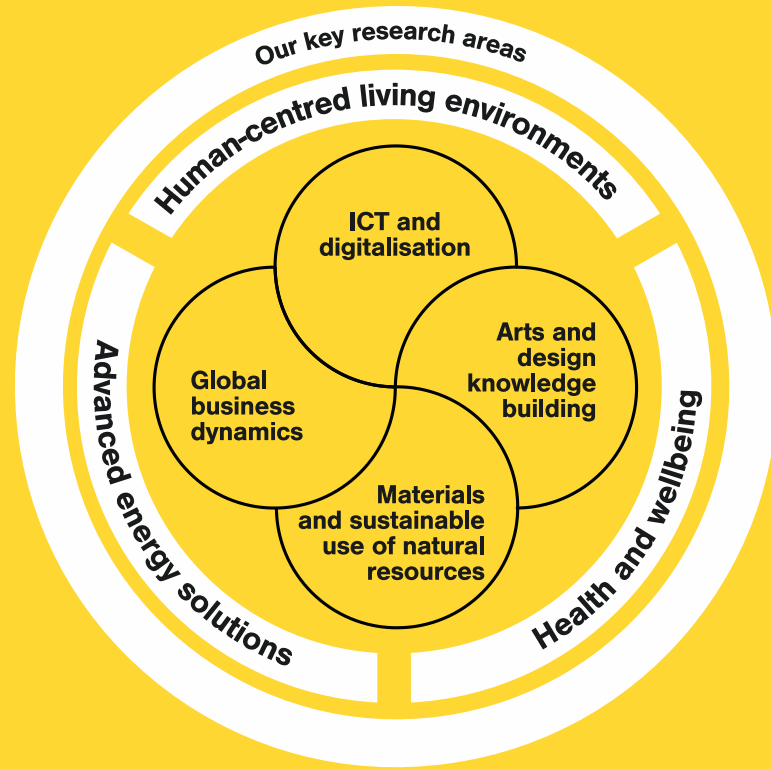 Our key research areas
Human-centred living environments
ICT and
digitalisation
Arts and
design
knowledge
building
Global
business
dynamics
Materials
and sustainable
use of natural
resources
Advanced energy solutions
Health and wellbeing